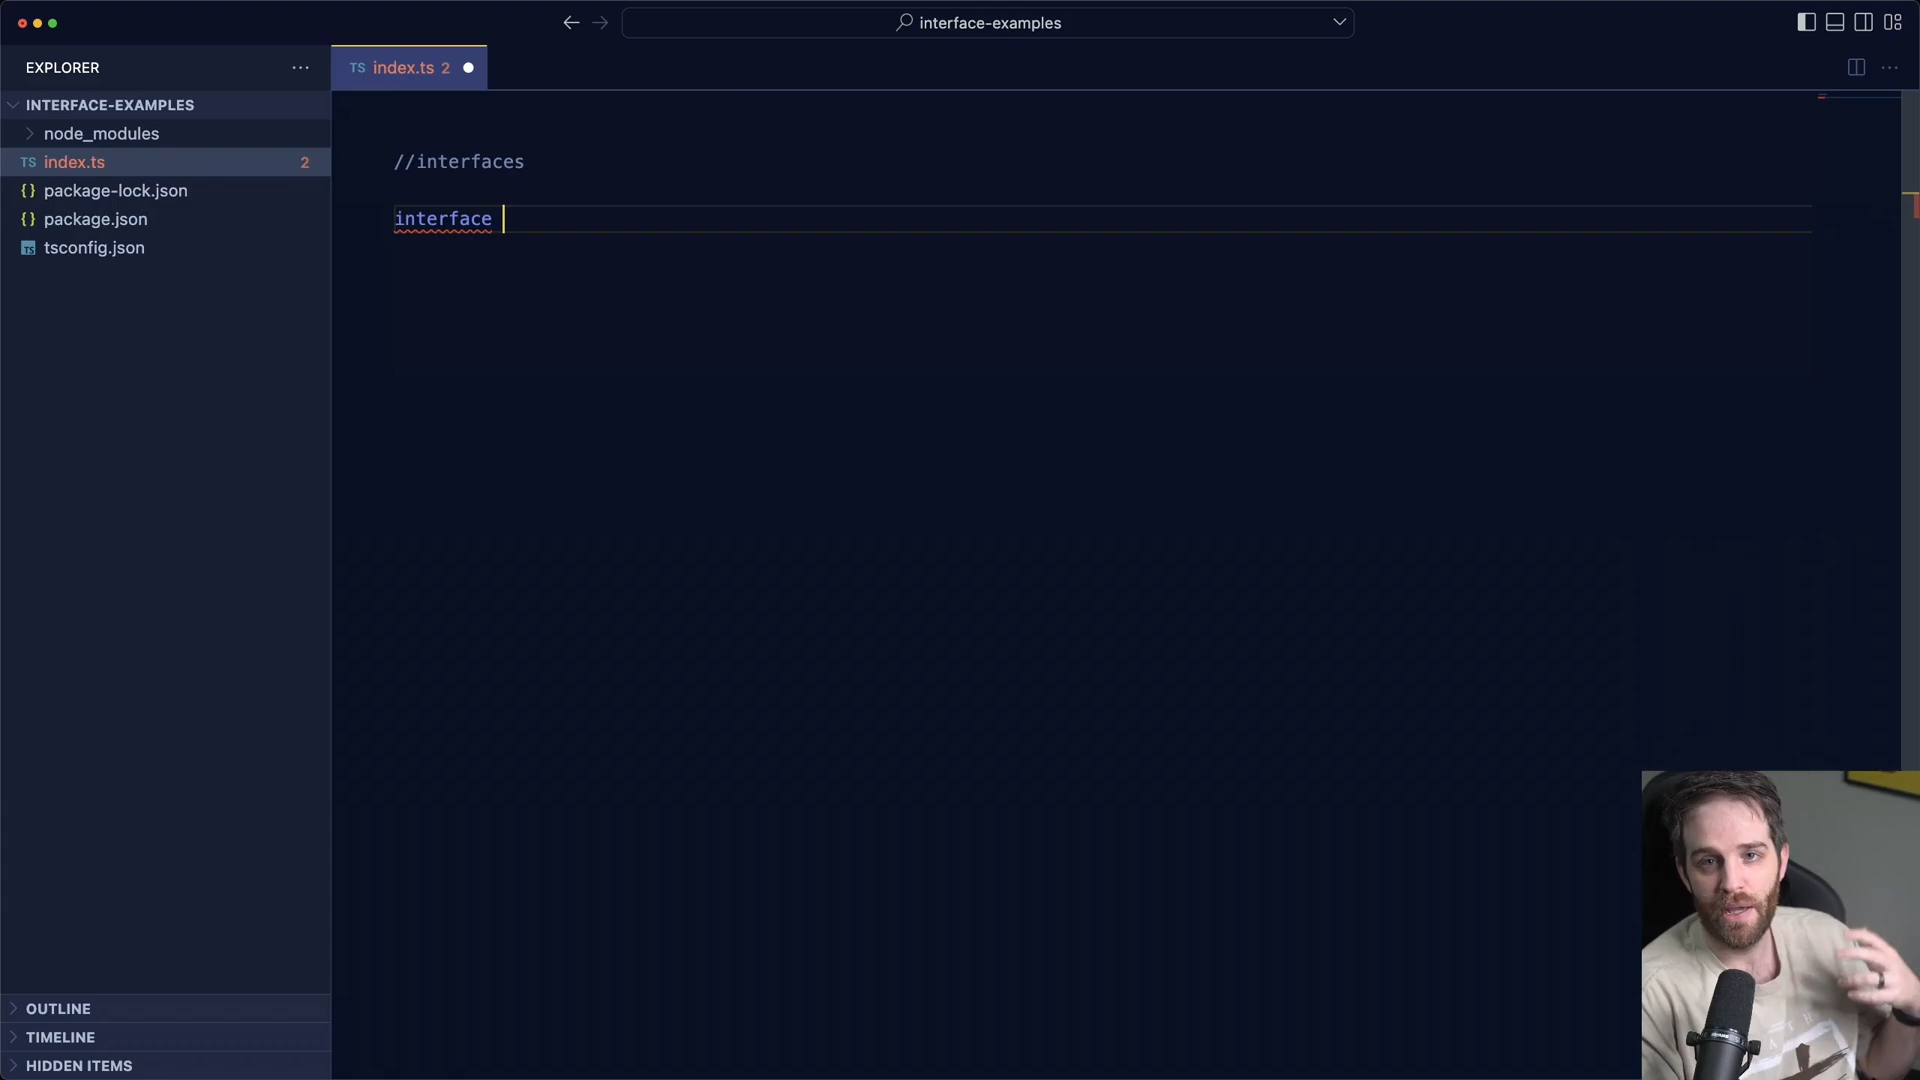 interface-examples
EXPLORER
TS index.ts 2
INTERFACE-EXAMPLES
node_modules
//interfaces
TS index.ts 2
{} package-lock.json
interface
{} package.json
TS tsconfig.json
OUTLINE
TIMELINE
HIDDEN ITEMS